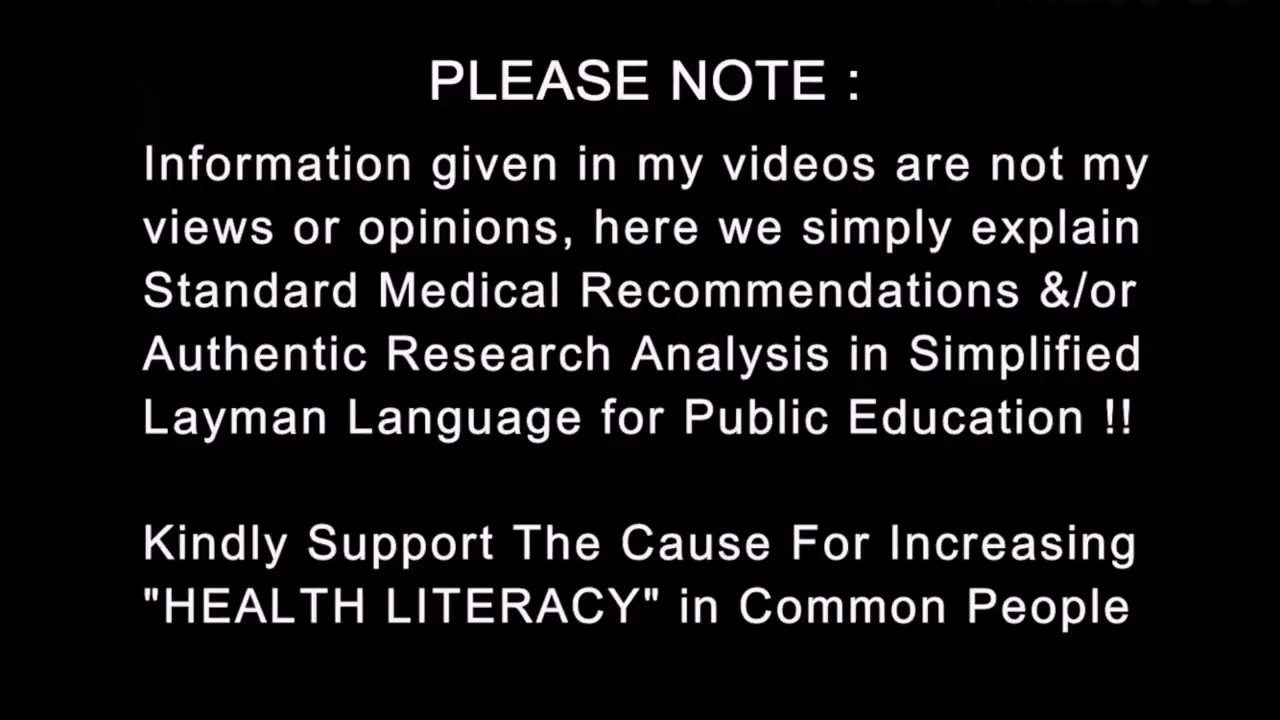 PLEASE NOTE :
Information given in my videos are not my
views or opinions, here we simply explain
Standard Medical Recommendations &/or
Authentic Research Analysis in Simplified
Layman Language for Public Education !!
Kindly Support The Cause For Increasing
"HEALTH LITERACY" in Common People